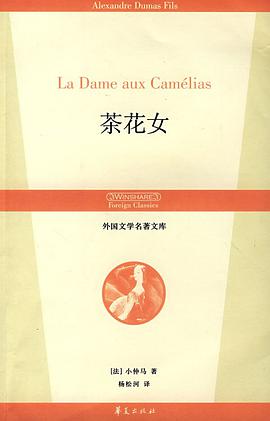 Alexandre Dumas Fils
La Dame aux Camélias
茶花女
WINSHARE
Foreign Classics
外国文学名著文库
[法] 小仲马 著
杨松河 译
华夏出版社